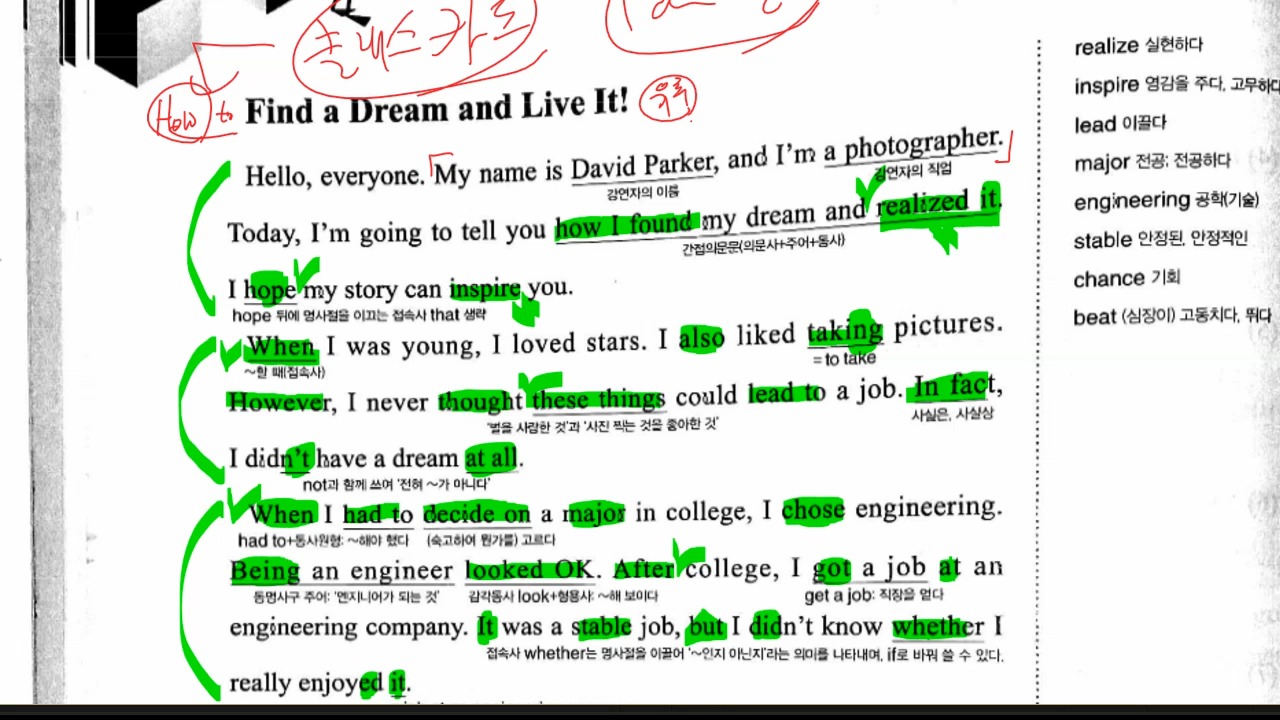 클래스카드
How to Find a Dream and Live It!
Hello, everyone. My name is David Parker, and I'm a photographer.
강연자의 이름 강연자의 직업
Today, I'm going to tell you how I found my dream and realized it.
간접의문문(의문사+주어+동사)
I hope my story can inspire you.
hope 뒤에 명사절을 이끄는 접속사 that 생략
When I was young, I loved stars. I also liked taking pictures.
~할 때(접속사) = to take
However, I never thought these things could lead to a job. In fact,
'별을 사랑한 것'과 '사진 찍는 것을 좋아한 것' 사실은, 사실상
I didn't have a dream at all.
not과 함께 쓰여 '전혀 ~가 아니다'
When I had to decide on a major in college, I chose engineering.
had to+동사원형: ~해야 했다 (숙고하여 뭔가를) 고르다
Being an engineer looked OK. After college, I got a job at an
동명사구 주어: '엔지니어가 되는 것' 감각동사 look+형용사: ~해 보이다 get a job: 직장을 얻다
engineering company. It was a stable job, but I didn't know whether I
접속사 whether는 명사절을 이끌어 '~인지 아닌지'라는 의미를 나타내며, if로 바꿔 쓸 수 있다.
really enjoyed it.
realize 실현하다
inspire 영감을 주다, 고무하다
lead 이끌다
major 전공; 전공하다
engineering 공학(기술)
stable 안정된, 안정적인
chance 기회
beat (심장이) 고동치다, 뛰다